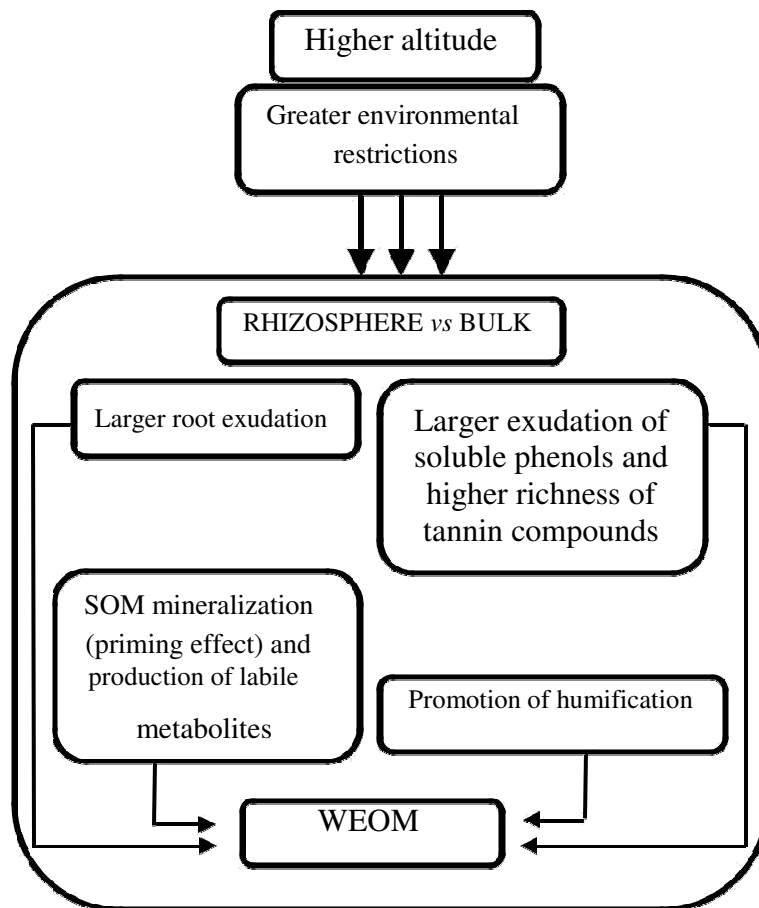 Higher altitude
Greater environmental
restrictions
RHIZOSPHERE vs BULK
Larger root exudation
Larger exudation of
soluble phenols and
higher richness of
tannin compounds
SOM mineralization
(priming effect) and
production of labile
metabolites
Promotion of humification
WEOM